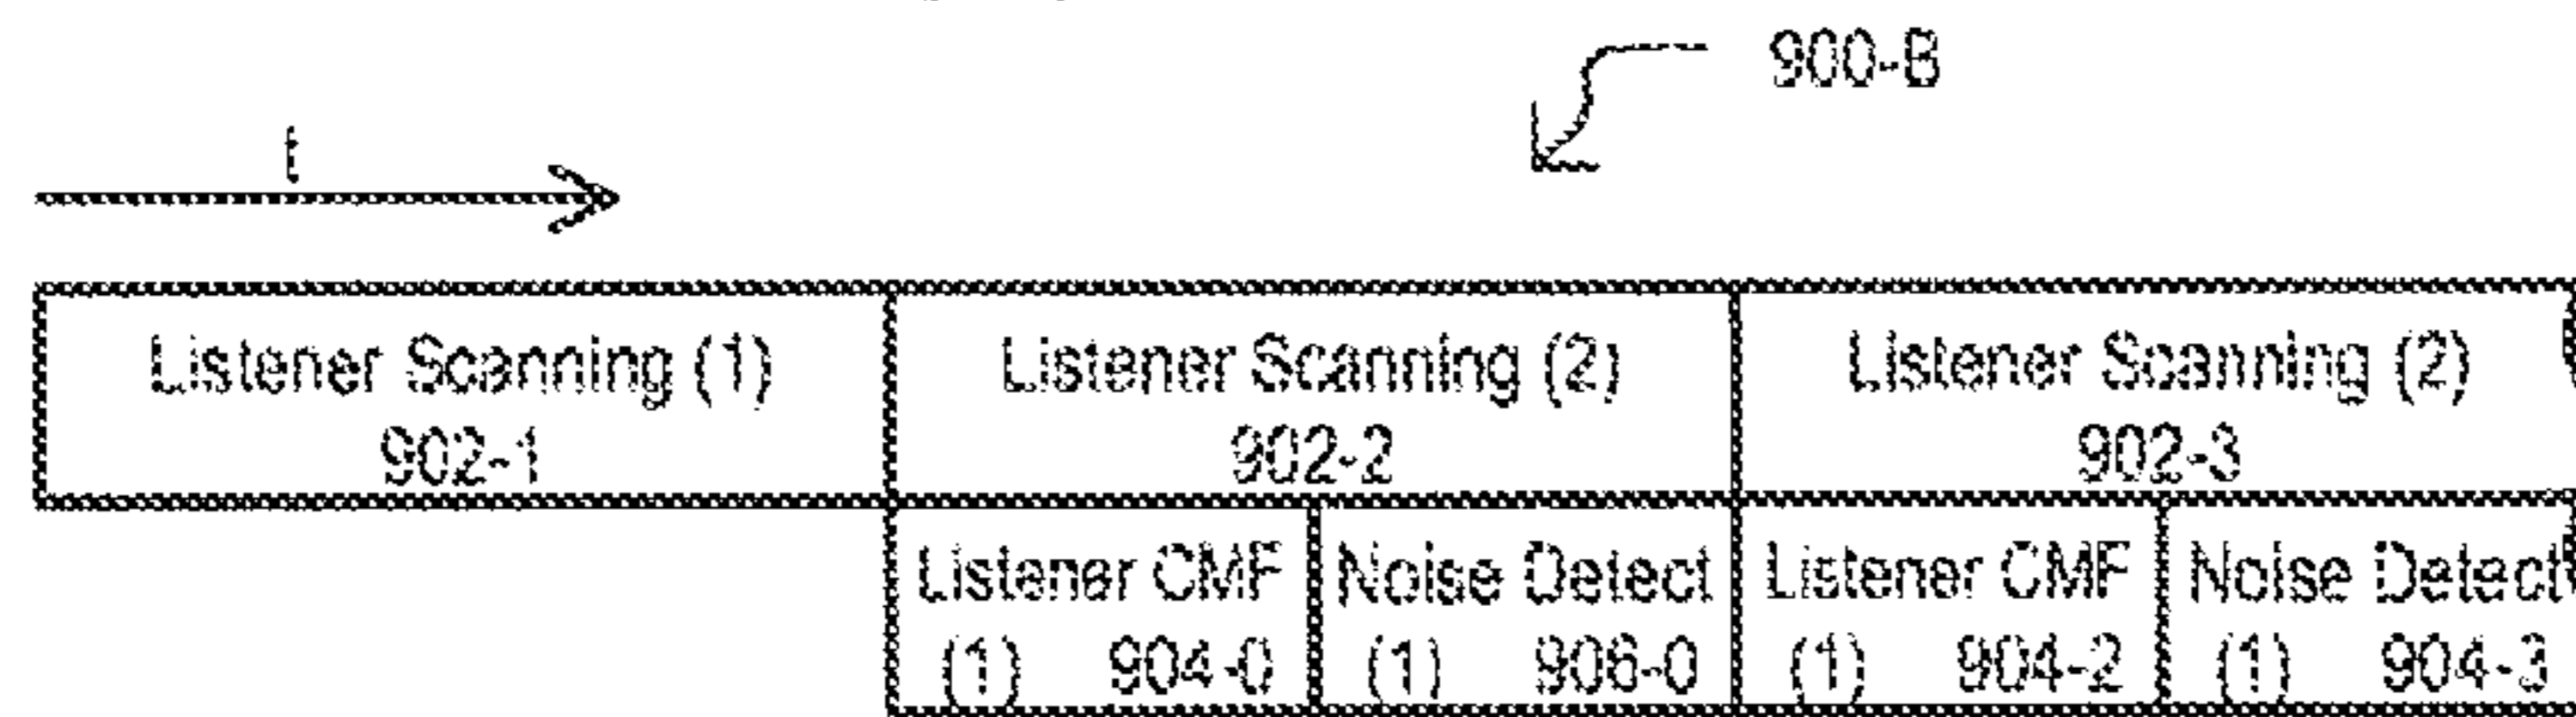 900-B
t
Listener Scanning (1)
902-1
Listener Scanning (2)
902-2
Listener Scanning (2)
902-3
Listener CMF
(1) 904-0
Noise Detect
(1) 906-0
Listener CMF
(1) 904-2
Noise Detect
(1) 904-3